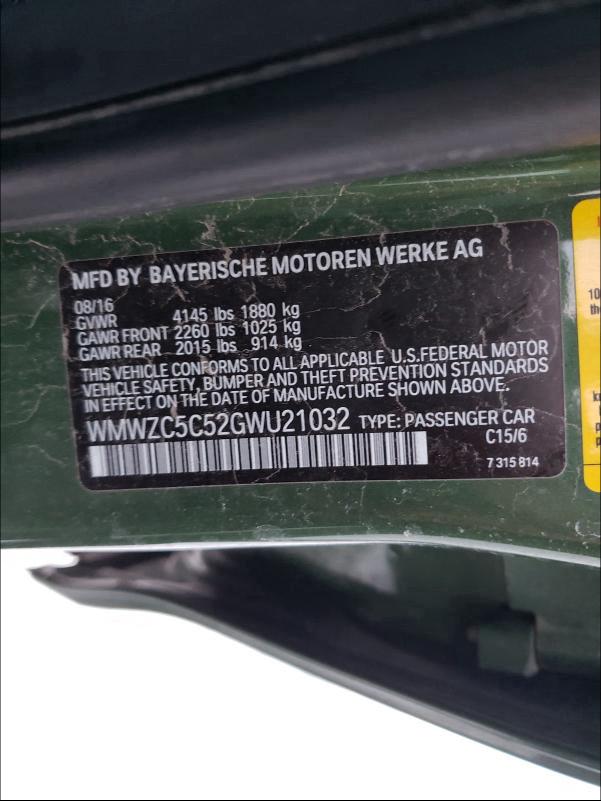 MFD BY BAYERISCHE MOTOREN WERKE AG
08/16
GVWR 4145 lbs 1880 kg
GAWR FRONT 2260 lbs 1025 kg
GAWR REAR 2015 lbs 914 kg
THIS VEHICLE CONFORMS TO ALL APPLICABLE U.S.FEDERAL MOTOR
VEHICLE SAFETY, BUMPER AND THEFT PREVENTION STANDARDS
IN EFFECT ON THE DATE OF MANUFACTURE SHOWN ABOVE.
WMWZC5C52GWU21032 TYPE: PASSENGER CAR
C15/6
7 315 814